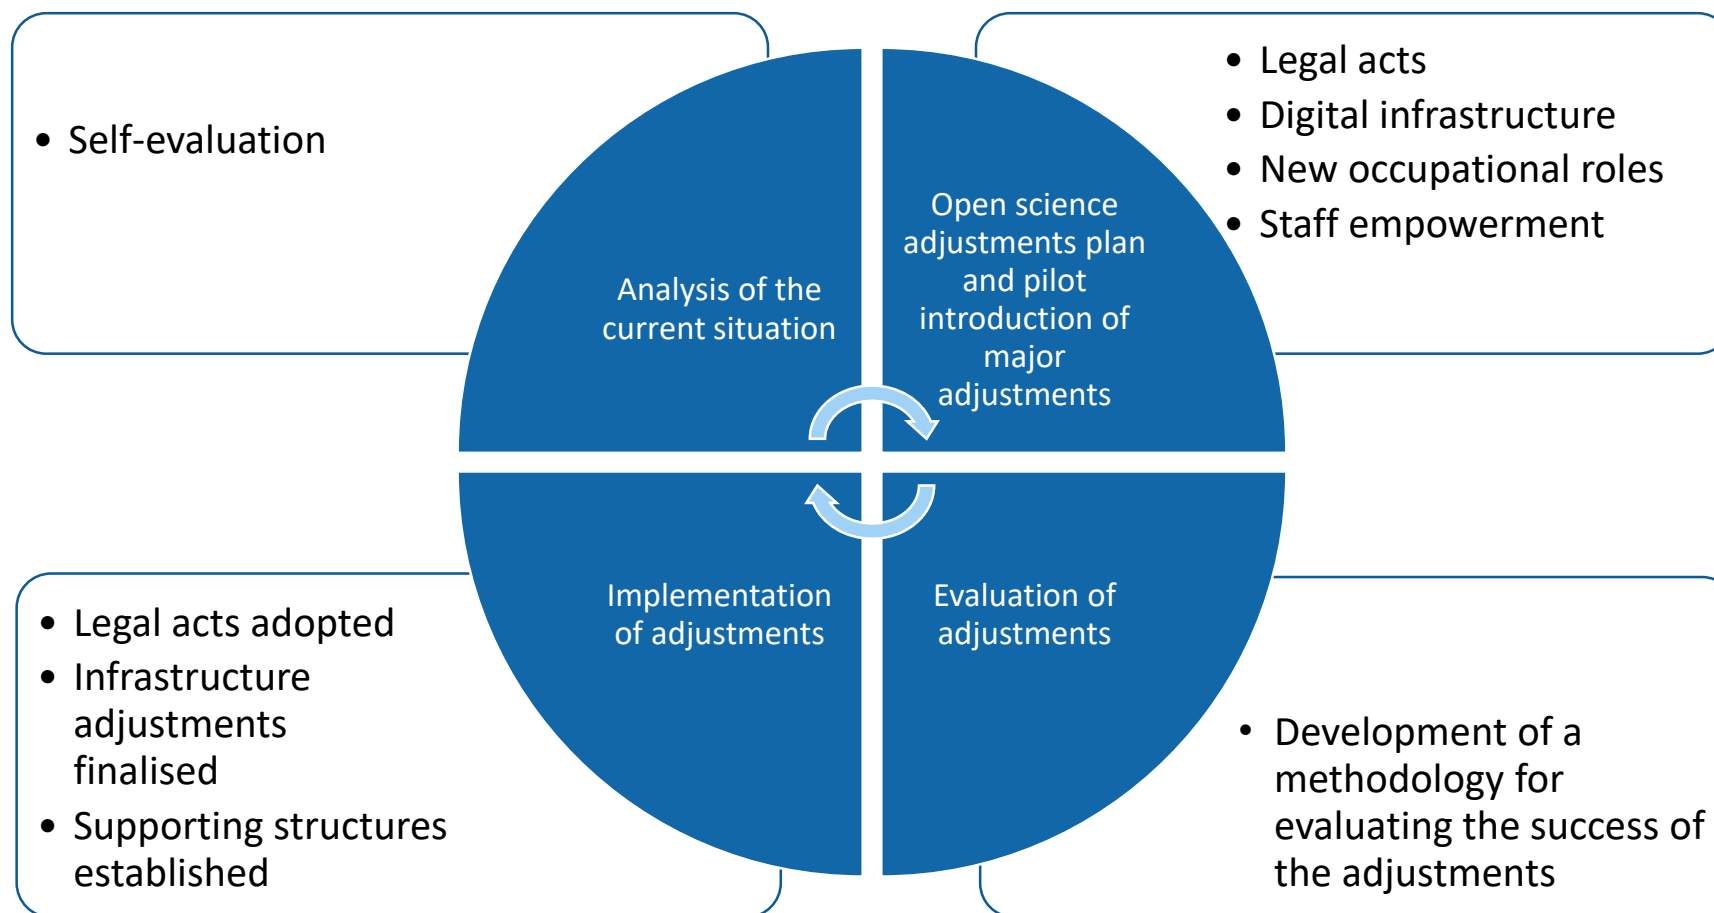 • Self-evaluation
Analysis of the
current situation
• Legal acts
• Digital infrastructure
• New occupational roles
• Staff empowerment
Open science
adjustments plan
and pilot
introduction of
major
adjustments
• Legal acts adopted
• Infrastructure
adjustments
finalised
• Supporting structures
established
Implementation
of adjustments
Evaluation of
adjustments
• Development of a
methodology for
evaluating the success of
the adjustments